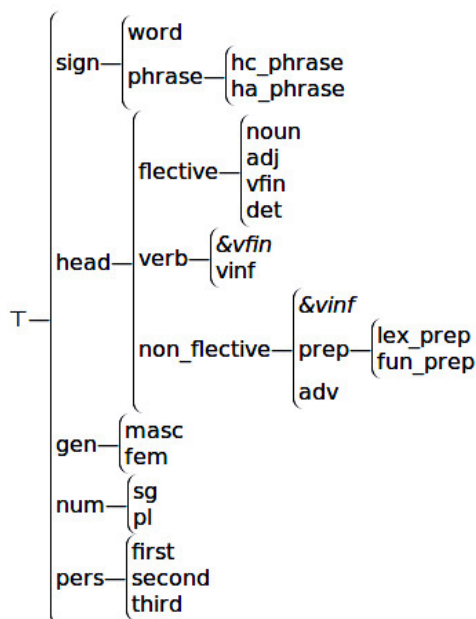 word
sign
phrase
hc_phrase
ha_phrase
noun
adj
flective
vfin
det
&vfin
head
verb
vinf
⊤
&vinf
lex_prep
non_flective
prep
fun_prep
adv
masc
gen
fem
sg
num
pl
first
pers
second
third